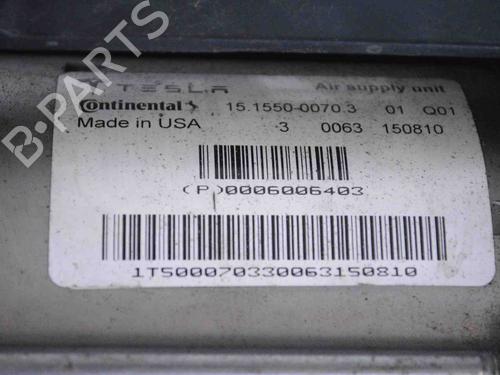 TESLA Air supply unit
Continental 15.1550-0070.3 01 Q01
Made in USA 3 0063 150810
(P)0006006403
1T500070330063150810
B-PARTS